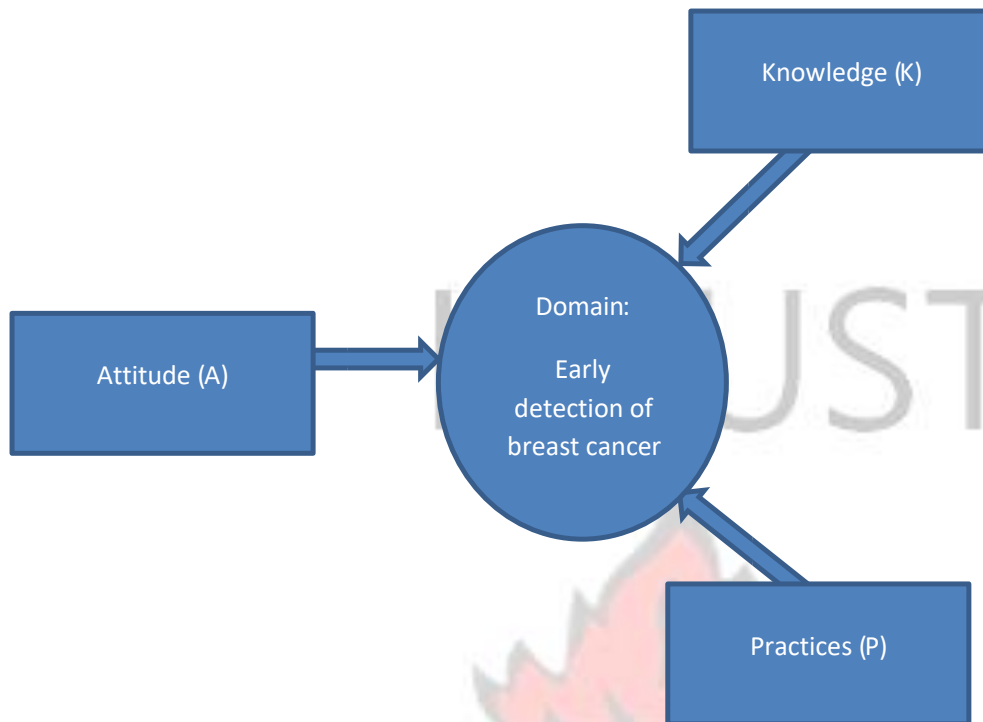 Knowledge (K)
Attitude (A)
Domain:
Early
detection of
breast cancer
Practices (P)